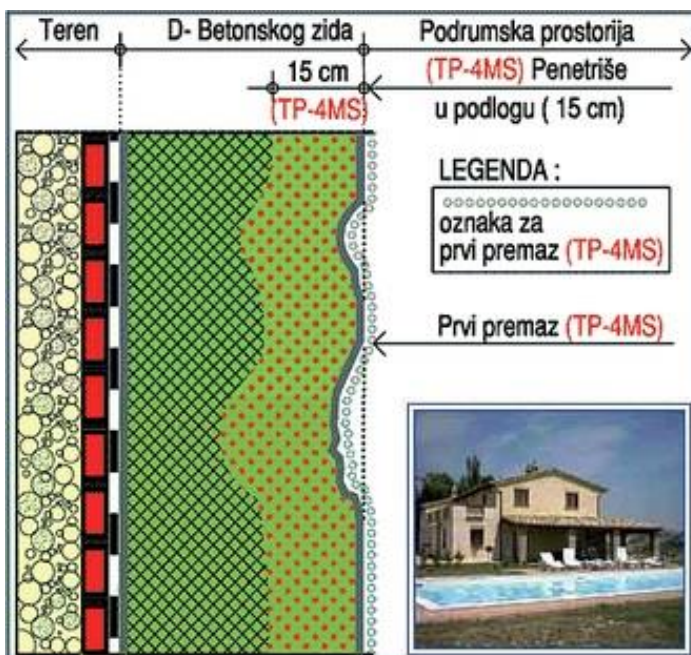 Teren
D- Betonskog zida
Podrumska prostorija
15 cm
(TP-4MS) Penetriše
(TP-4MS)
u podlogu ( 15 cm)
LEGENDA :
oznaka za
prvi premaz (TP-4MS)
Prvi premaz (TP-4MS)